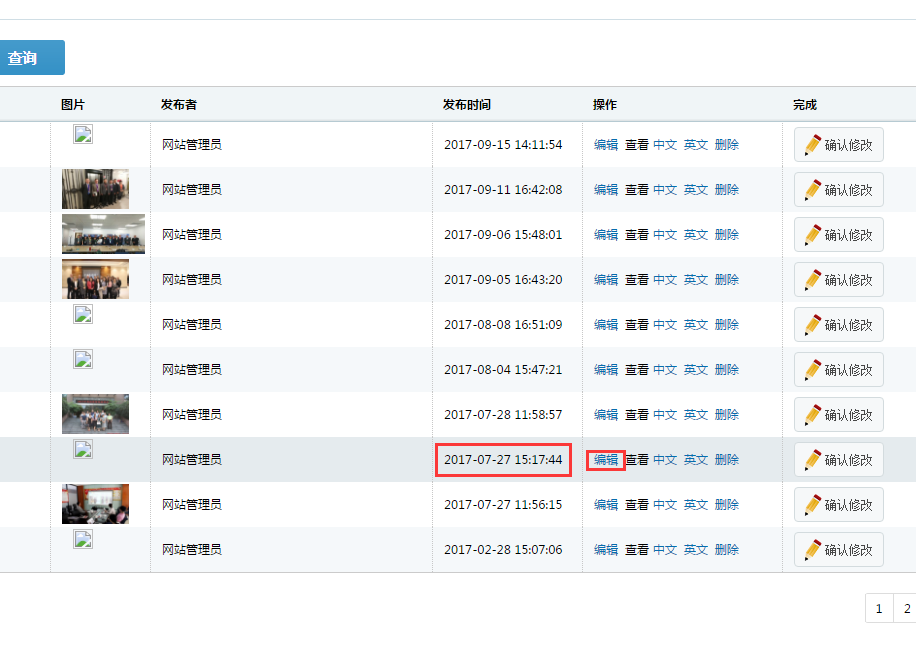 查询
图片 发布者 发布时间 操作 完成
网站管理员 2017-09-15 14:11:54 编辑 查看 中文 英文 删除 确认修改
网站管理员 2017-09-11 16:42:08 编辑 查看 中文 英文 删除 确认修改
网站管理员 2017-09-06 15:48:01 编辑 查看 中文 英文 删除 确认修改
网站管理员 2017-09-05 16:43:20 编辑 查看 中文 英文 删除 确认修改
网站管理员 2017-08-08 16:51:09 编辑 查看 中文 英文 删除 确认修改
网站管理员 2017-08-04 15:47:21 编辑 查看 中文 英文 删除 确认修改
网站管理员 2017-07-28 11:58:57 编辑 查看 中文 英文 删除 确认修改
网站管理员 2017-07-27 15:17:44 编辑 查看 中文 英文 删除 确认修改
网站管理员 2017-07-27 11:56:15 编辑 查看 中文 英文 删除 确认修改
网站管理员 2017-02-28 15:07:06 编辑 查看 中文 英文 删除 确认修改
1 2